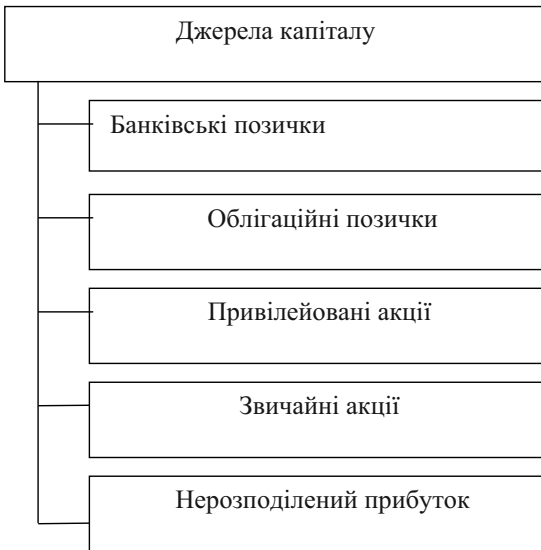 Джерела капіталу
Банківські позички
Облігаційні позички
Привілейовані акції
Звичайні акції
Нерозподілений прибуток